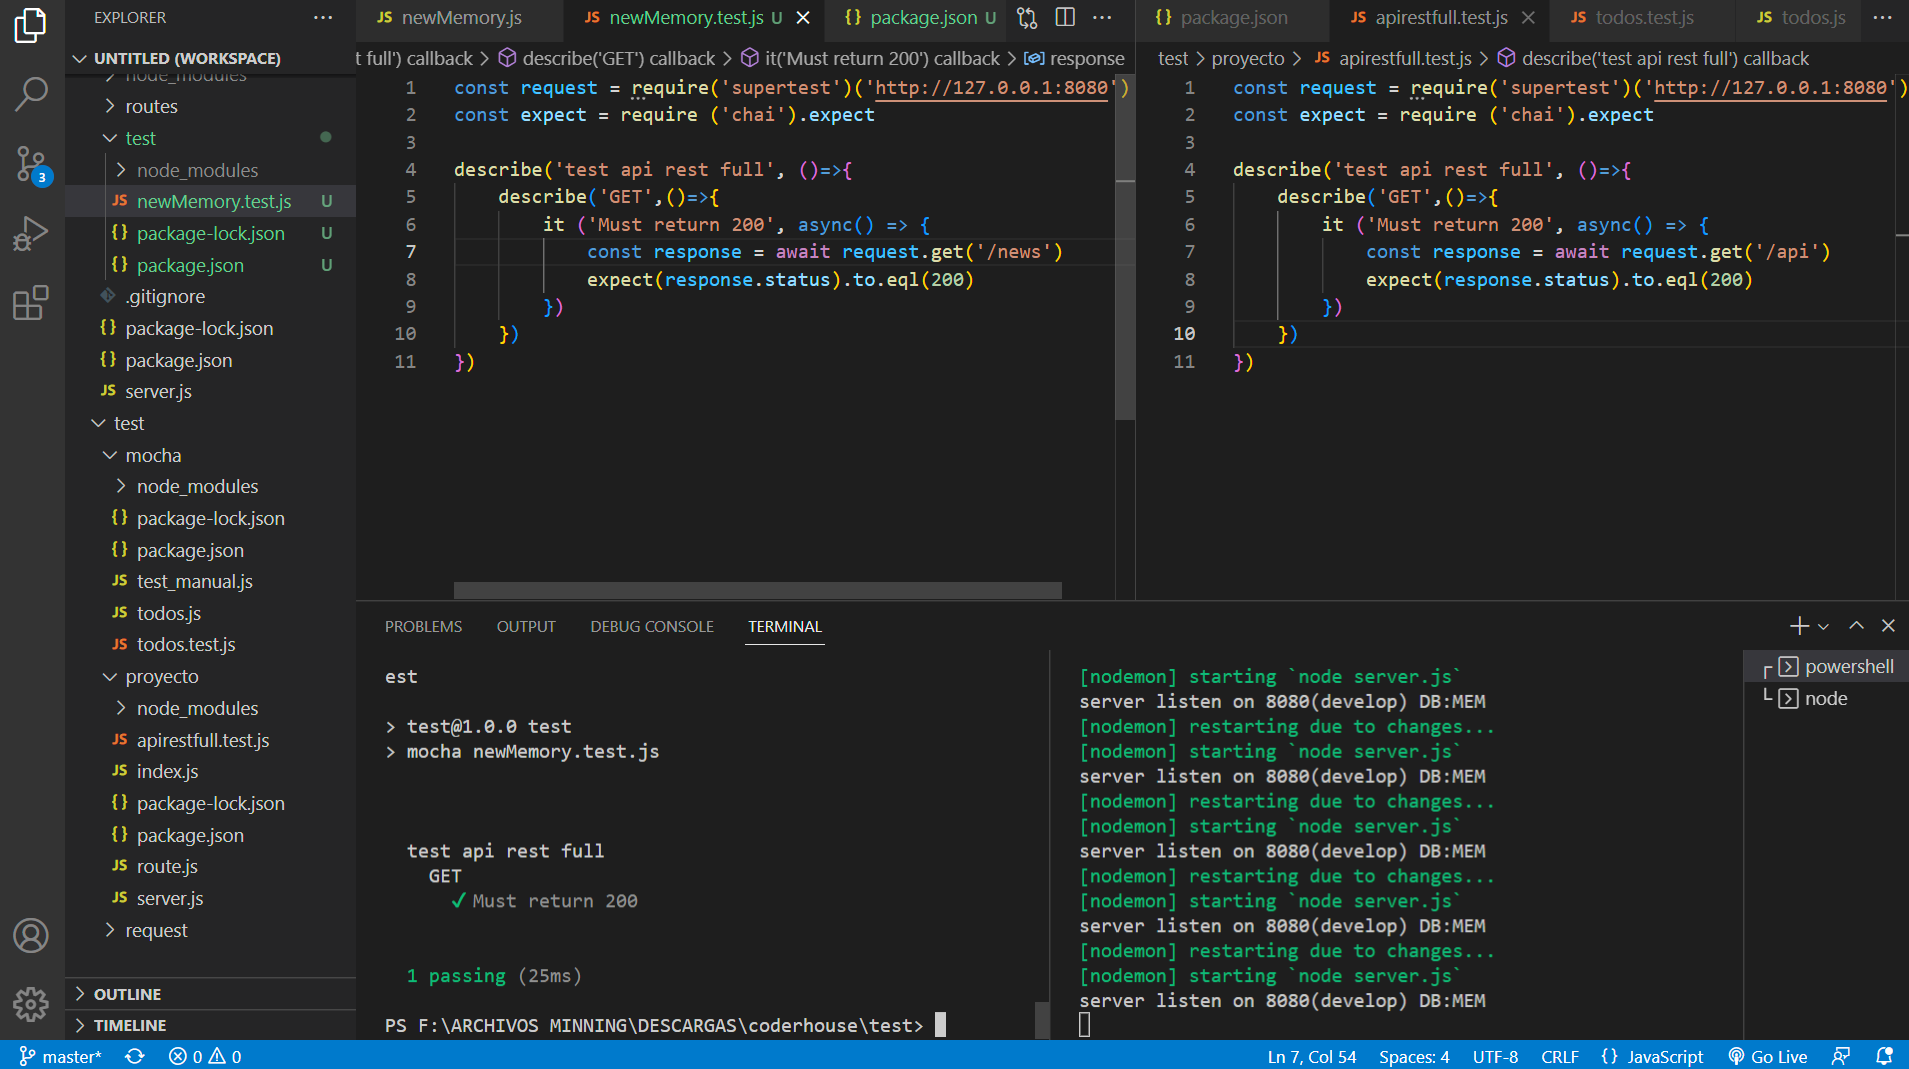 EXPLORER
UNTITLED (WORKSPACE)
node_modules
routes
test
node_modules
JS newMemory.test.js U
{} package-lock.json U
{} package.json U
.gitignore
{} package-lock.json
{} package.json
JS server.js
test
mocha
node_modules
{} package-lock.json
{} package.json
JS test_manual.js
JS todos.js
JS todos.test.js
proyecto
node_modules
JS apirestfull.test.js
JS index.js
{} package-lock.json
{} package.json
JS route.js
JS server.js
request
OUTLINE
TIMELINE
3
JS newMemory.js
JS newMemory.test.js U
{} package.json U
t full') callback > describe('GET') callback > it('Must return 200') callback > response
1 const request = require('supertest')('http://127.0.0.1:8080')
2 const expect = require ('chai').expect
3
4 describe('test api rest full', ()=>{
5 describe('GET',()=>{
6 it ('Must return 200', async() => {
7 const response = await request.get('/news')
8 expect(response.status).to.eql(200)
9 })
10 })
11 })
{} package.json
JS apirestfull.test.js
JS todos.test.js
JS todos.js
test > proyecto > JS apirestfull.test.js > describe('test api rest full') callback
1 const request = require('supertest')('http://127.0.0.1:8080')
2 const expect = require ('chai').expect
3
4 describe('test api rest full', ()=>{
5 describe('GET',()=>{
6 it ('Must return 200', async() => {
7 const response = await request.get('/api')
8 expect(response.status).to.eql(200)
9 })
10 })
11 })
PROBLEMS OUTPUT DEBUG CONSOLE TERMINAL
est
> test@1.0.0 test
> mocha newMemory.test.js
test api rest full
GET
✓ Must return 200
1 passing (25ms)
PS F:\ARCHIVOS MINNING\DESCARGAS\coderhouse\test>
[nodemon] starting `node server.js`
server listen on 8080(develop) DB:MEM
[nodemon] restarting due to changes...
[nodemon] starting `node server.js`
server listen on 8080(develop) DB:MEM
[nodemon] restarting due to changes...
[nodemon] starting `node server.js`
server listen on 8080(develop) DB:MEM
[nodemon] restarting due to changes...
[nodemon] starting `node server.js`
server listen on 8080(develop) DB:MEM
[nodemon] restarting due to changes...
[nodemon] starting `node server.js`
server listen on 8080(develop) DB:MEM
powershell
node
master* 0 0 Ln 7, Col 54 Spaces: 4 UTF-8 CRLF {} JavaScript Go Live